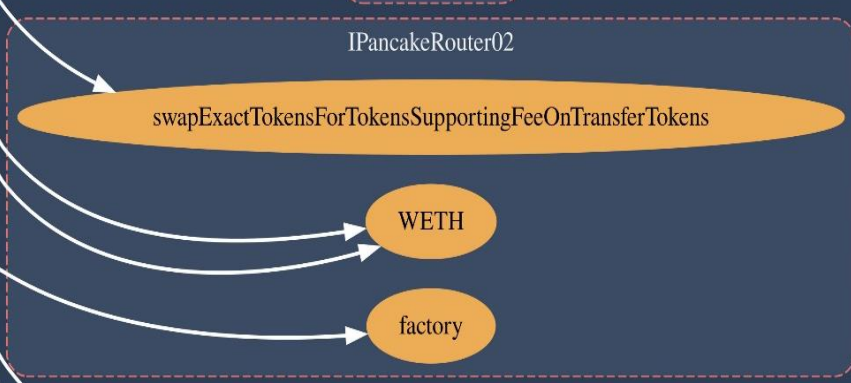 IPancakeRouter02
swapExactTokensForTokensSupportingFeeOnTransferTokens
WETH
factory